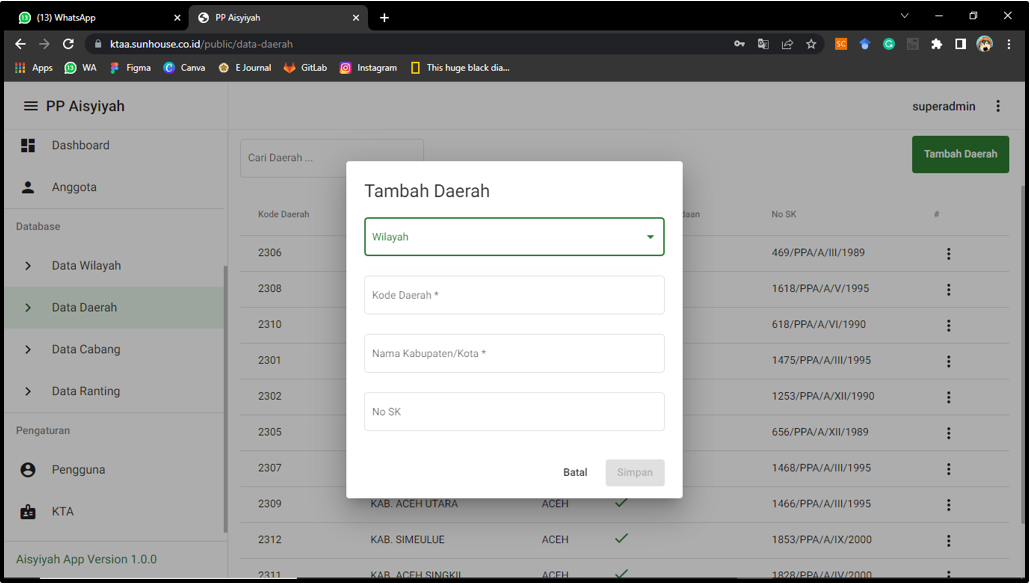 (13) WhatsApp
PP Aisyiyah
ktaa.sunhouse.co.id/public/data-daerah
Apps
WA
Figma
Canva
E Journal
GitLab
Instagram
This huge black dia...
PP Aisyiyah
superadmin
Dashboard
Anggota
Database
Data Wilayah
Data Daerah
Data Cabang
Data Ranting
Pengaturan
Pengguna
KTA
Aisyiyah App Version 1.0.0
Cari Daerah ...
Tambah Daerah
Kode Daerah
No SK
#
2306
469/PPA/A/III/1989
2308
1618/PPA/A/V/1995
2310
618/PPA/A/VI/1990
2301
1475/PPA/A/III/1995
2302
1253/PPA/A/XII/1990
2305
656/PPA/A/XII/1989
2307
1468/PPA/A/III/1995
2309
KAB. ACEH UTARA
ACEH
1466/PPA/A/III/1995
2312
KAB. SIMEULUE
ACEH
1853/PPA/A/IX/2000
2311
KAB. ACEH SINGKIL
ACEH
1828/PPA/A/IV/2000
Tambah Daerah
Wilayah
Kode Daerah *
Nama Kabupaten/Kota *
No SK
Batal
Simpan